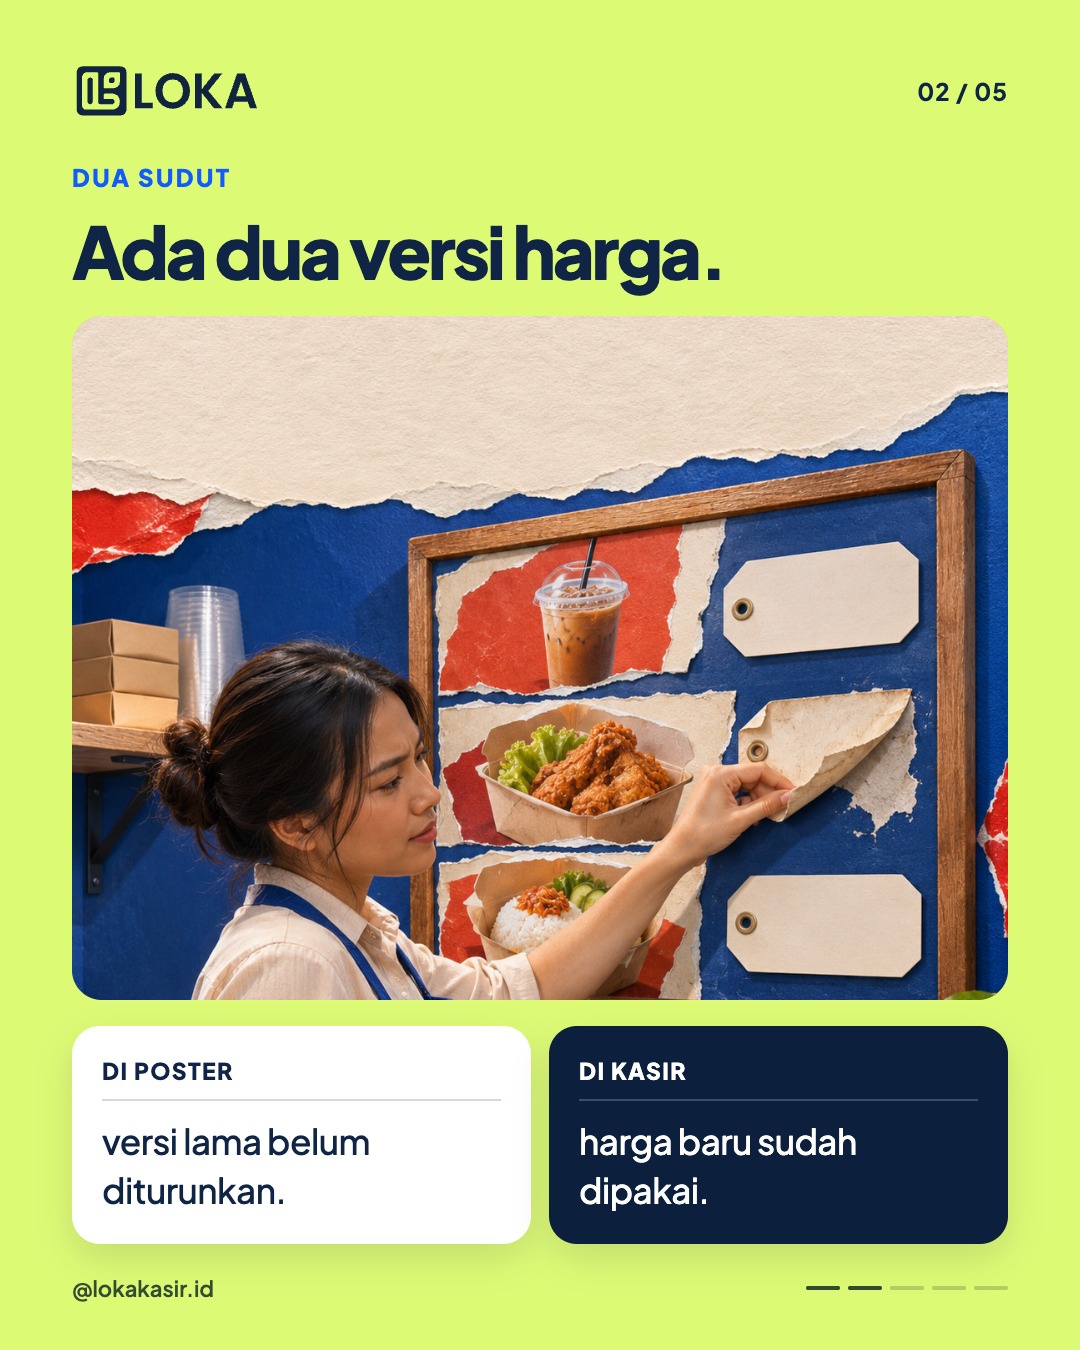 LOKA
02 / 05
DUA SUDUT
Ada dua versi harga.
DI POSTER
versi lama belum
diturunkan.
DI KASIR
harga baru sudah
dipakai.
@lokakasir.id